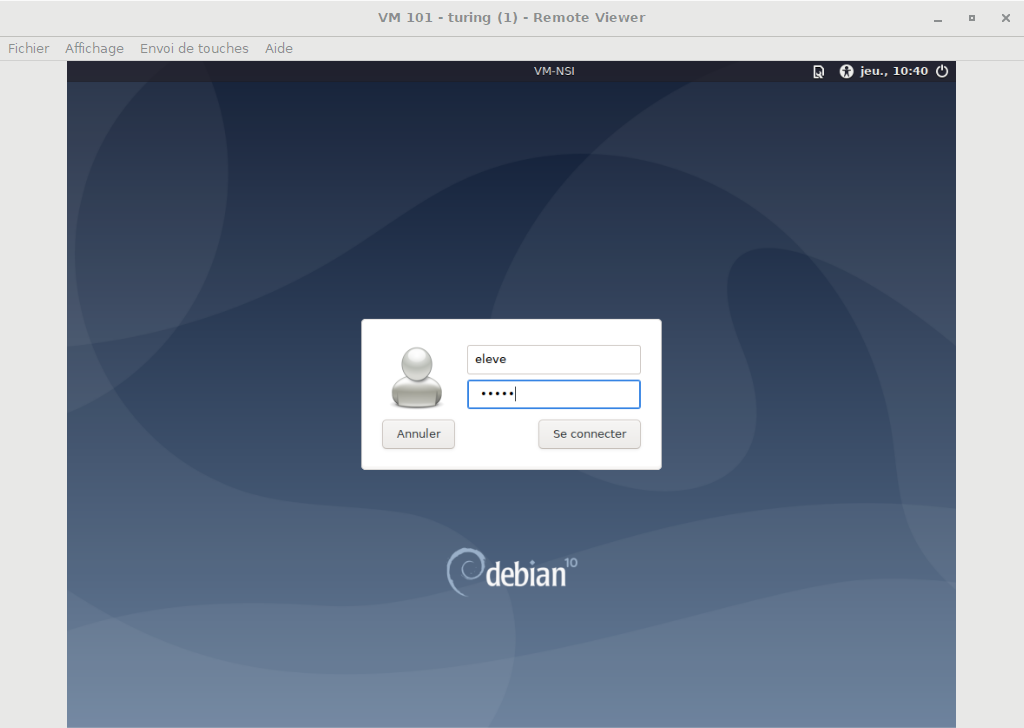 VM 101 - turing (1) - Remote Viewer
Fichier Affichage Envoi de touches Aide
VM-NSI jeu., 10:40
eleve
•••••
Annuler Se connecter
debian 10